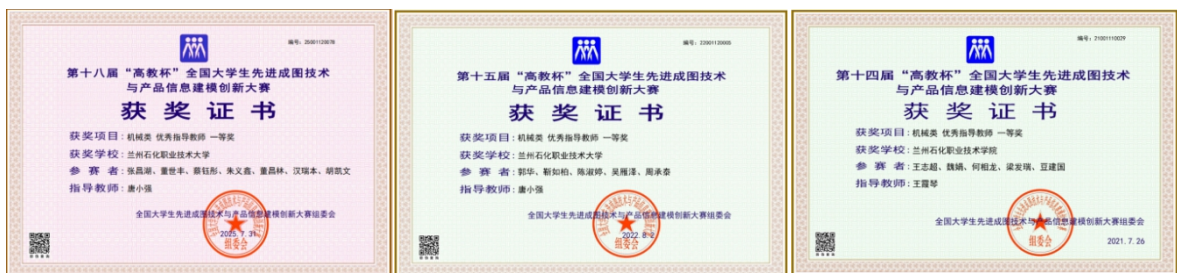 编号: 25001120078
第十八届“高教杯”全国大学生先进成图技术
与产品信息建模创新大赛
获奖证书
获奖项目：机械类 优秀指导教师 一等奖
获奖学校：兰州石化职业技术大学
参赛者：张昌湖、董世丰、蔡钰彤、朱义鑫、董昌林、汉瑞本、胡凯文
指导教师：唐小强
全国大学生先进成图技术与产品信息建模创新大赛组委会
2025.7.31
组委会
第十五届“高教杯”全国大学生先进成图技术
与产品信息建模创新大赛
获奖证书
获奖项目：机械类 优秀指导教师 一等奖
获奖学校：兰州石化职业技术大学
参赛者：郭华、靳如柏、陈淑婷、吴雁泽、周承泰
指导教师：唐小强
全国大学生先进成图技术与产品信息建模创新大赛组委会
2022.8.2
组委会
编号: 21001110029
第十四届“高教杯”全国大学生先进成图技术
与产品信息建模创新大赛
获奖证书
获奖项目：机械类 优秀指导教师 一等奖
获奖学校：兰州石化职业技术学院
参赛者：王志超、魏娟、何相龙、梁发瑞、豆建国
指导教师：王霞琴
全国大学生先进成图技术与产品信息建模创新大赛组委会
2021.7.26
组委会